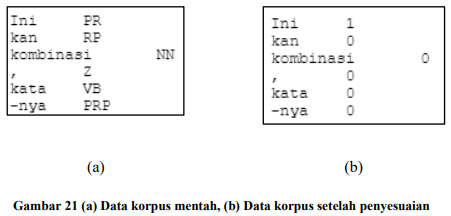 Ini PR
kan RP
kombinasi NN
, Z
kata VB
-nya PRP
(a)
Ini 1
kan 0
kombinasi 0
, 0
kata 0
-nya 0
(b)
Gambar 21 (a) Data korpus mentah, (b) Data korpus setelah penyesuaian